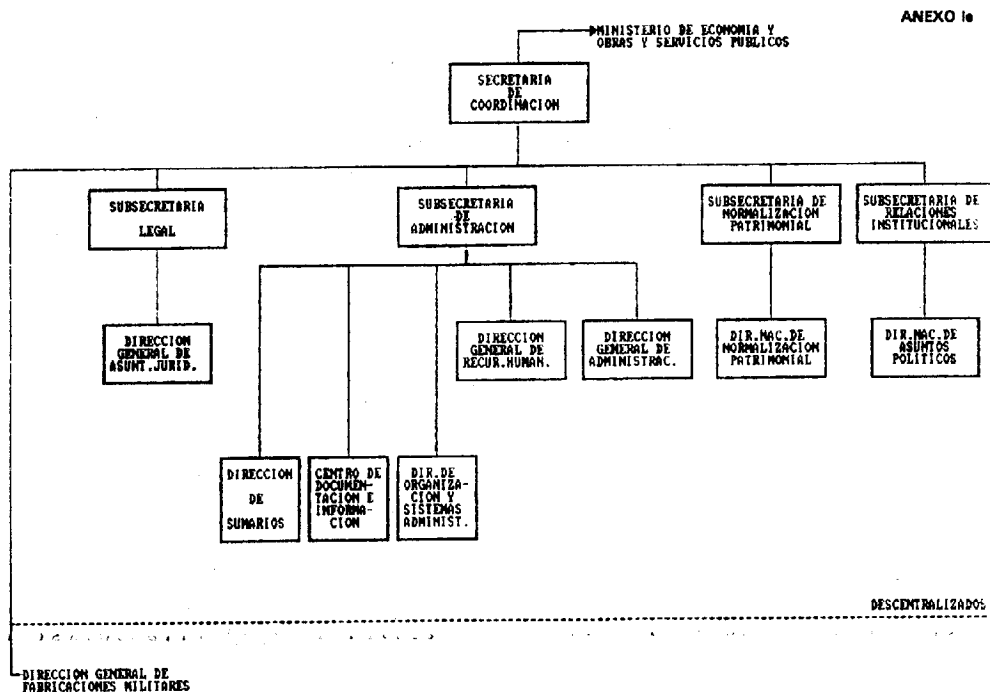 ANEXO Ie
MINISTERIO DE ECONOMIA Y
OBRAS Y SERVICIOS PUBLICOS
SECRETARIA
DE
COORDINACION
SUBSECRETARIA
LEGAL
SUBSECRETARIA
DE
ADMINISTRACION
SUBSECRETARIA DE
NORMALIZACION
PATRIMONIAL
SUBSECRETARIA DE
RELACIONES
INSTITUCIONALES
DIRECCION
GENERAL DE
ASUNT.JURID.
DIRECCION
GENERAL DE
RECUR.HUMAN.
DIRECCION
GENERAL DE
ADMINISTRAC.
DIR.NAC.DE
NORMALIZACION
PATRIMONIAL
DIR.NAC.DE
ASUNTOS
POLITICOS
DIRECCION
DE
SUMARIOS
CENTRO DE
DOCUMEN-
TACION E
INFORMA-
CION
DIR.DE
ORGANIZA-
CION Y
SISTEMAS
ADMINIST.
DESCENTRALIZADOS
DIRECCION GENERAL DE
FABRICACIONES MILITARES